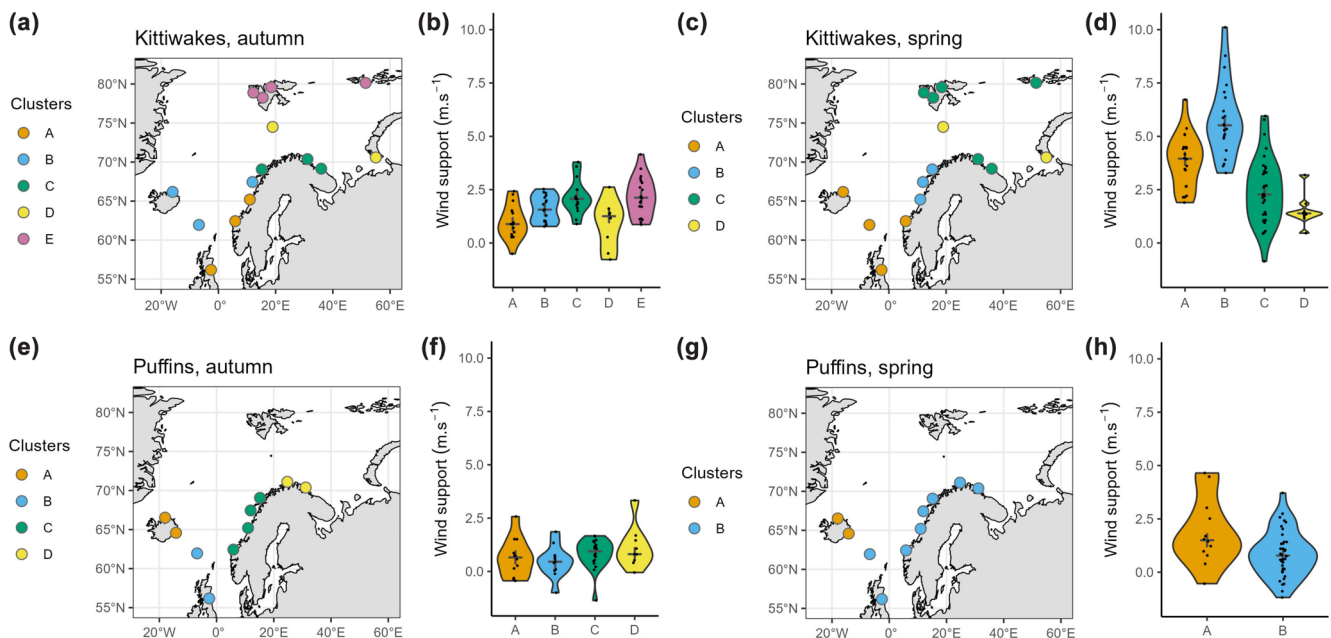 (a)
Kittiwakes, autumn
Clusters
A
B
C
D
E
80°N
75°N
70°N
65°N
60°N
55°N
20°W 0° 20°E 40°E 60°E
(b)
Wind support (m.s⁻¹)
10.0
7.5
5.0
2.5
0.0
A B C D E
(c)
Kittiwakes, spring
Clusters
A
B
C
D
80°N
75°N
70°N
65°N
60°N
55°N
20°W 0° 20°E 40°E 60°E
(d)
Wind support (m.s⁻¹)
10.0
7.5
5.0
2.5
0.0
A B C D
(e)
Puffins, autumn
Clusters
A
B
C
D
80°N
75°N
70°N
65°N
60°N
55°N
20°W 0° 20°E 40°E 60°E
(f)
Wind support (m.s⁻¹)
10.0
7.5
5.0
2.5
0.0
A B C D
(g)
Puffins, spring
Clusters
A
B
80°N
75°N
70°N
65°N
60°N
55°N
20°W 0° 20°E 40°E 60°E
(h)
Wind support (m.s⁻¹)
10.0
7.5
5.0
2.5
0.0
A B